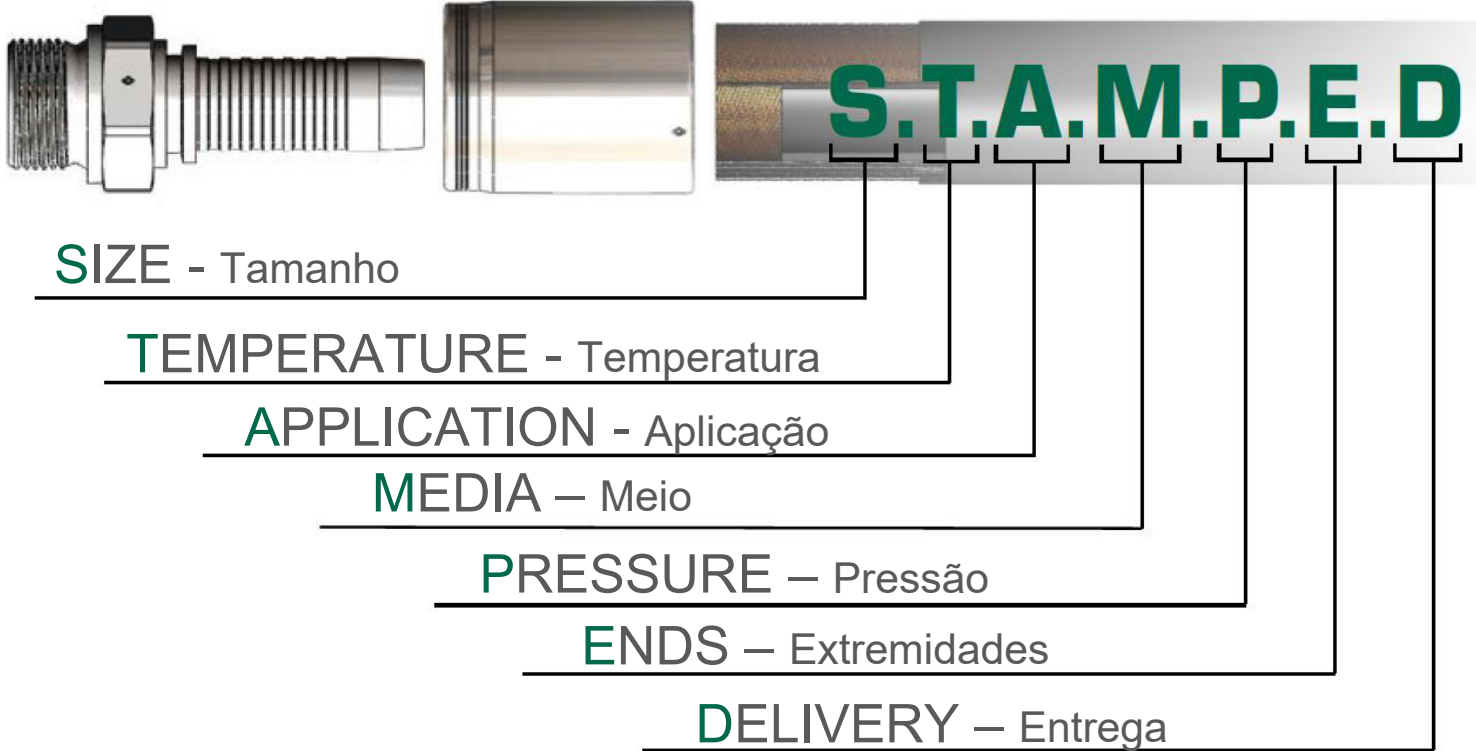 S.T.A.M.P.E.D
SIZE - Tamanho
TEMPERATURE - Temperatura
APPLICATION - Aplicação
MEDIA – Meio
PRESSURE – Pressão
ENDS – Extremidades
DELIVERY – Entrega